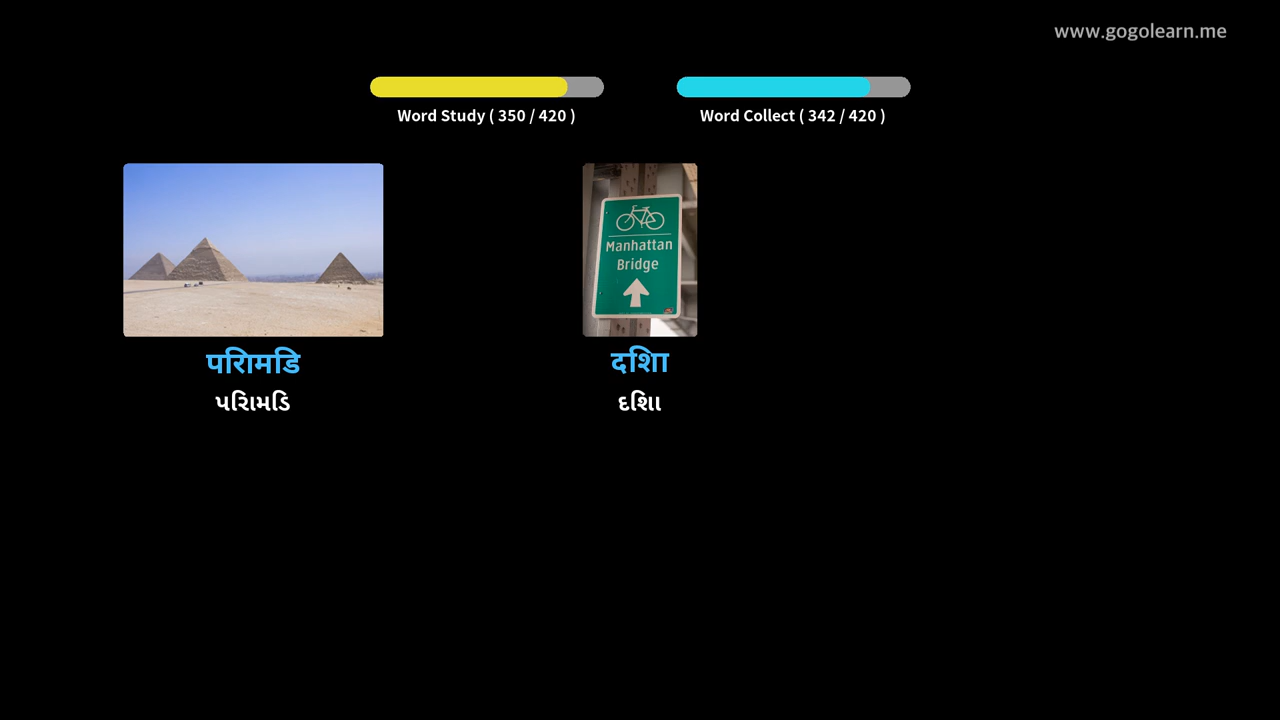 www.gogolearn.me
Word Study ( 350 / 420 )
Word Collect ( 342 / 420 )
Manhattan
Bridge
परिामडि
दशिा
પરિામડિ
દશિા